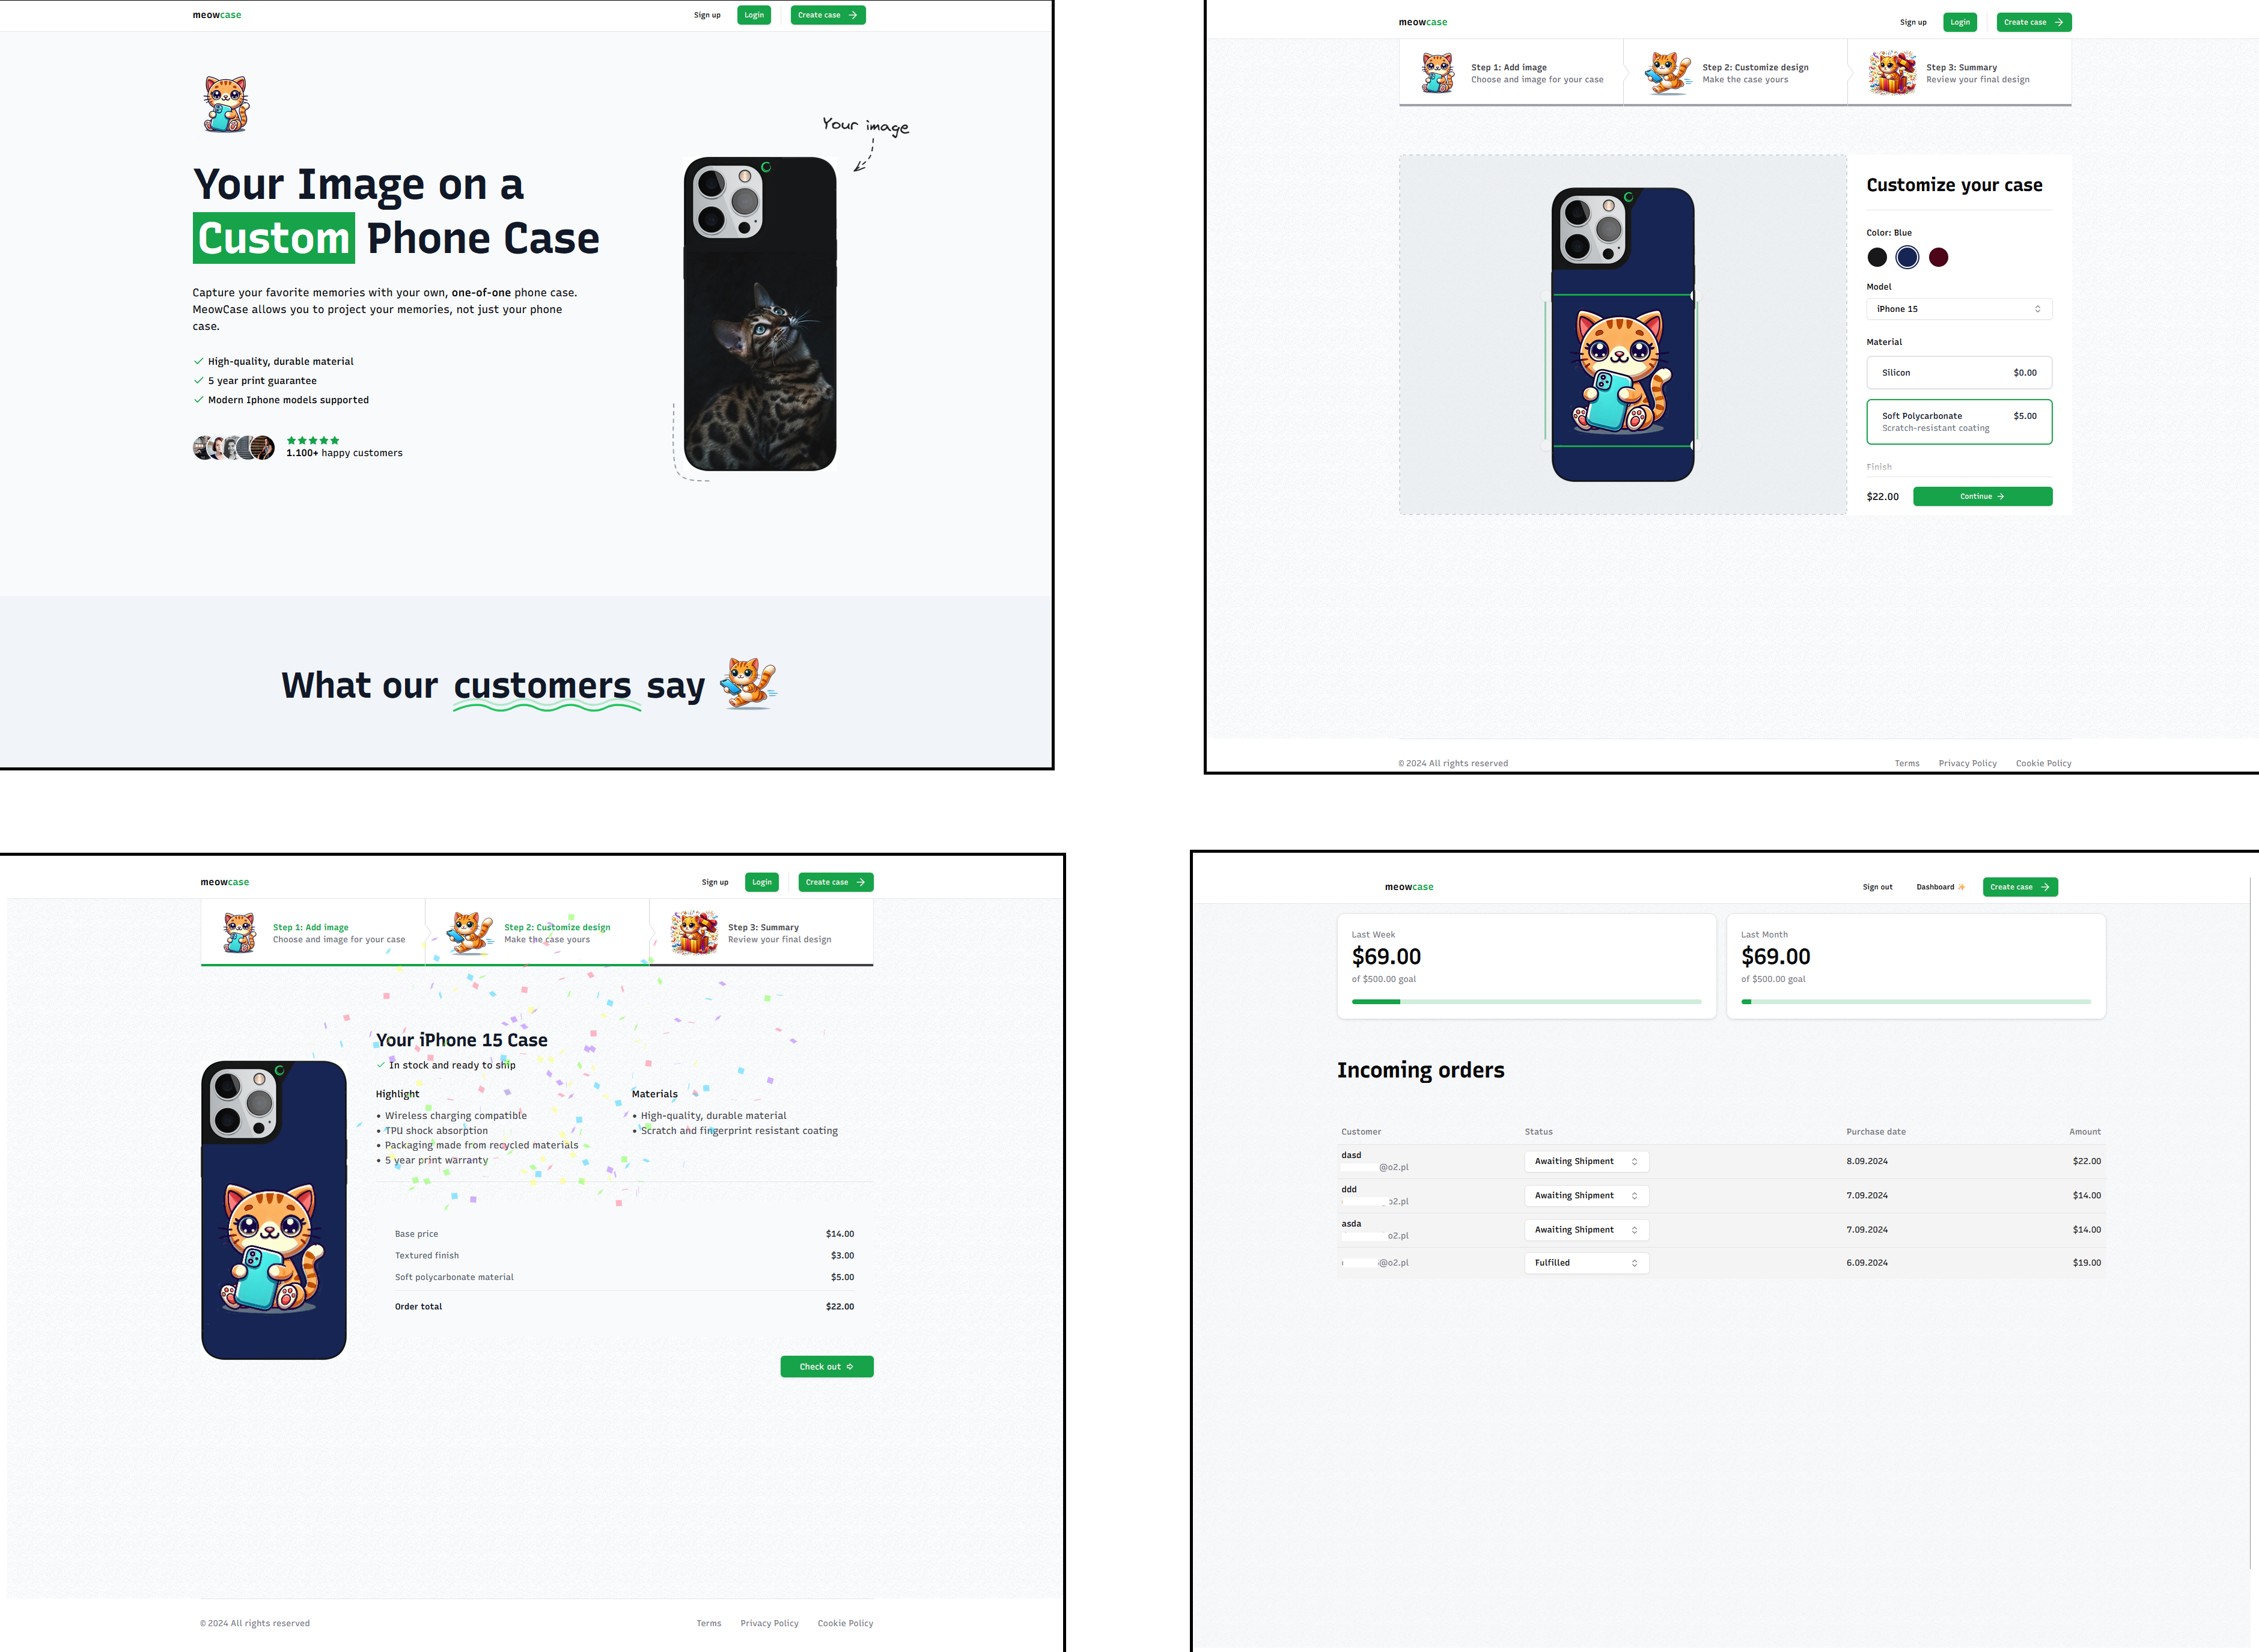 meowcase
Sign up Login Create case
Your image
Your Image on a
Custom Phone Case
Capture your favorite memories with your own, one-of-one phone case.
MeowCase allows you to project your memories, not just your phone
case.
High-quality, durable material
5 year print guarantee
Modern Iphone models supported
1.100+ happy customers
What our customers say
meowcase
Sign up Login Create case
Step 1: Add image
Choose and image for your case
Step 2: Customize design
Make the case yours
Step 3: Summary
Review your final design
Customize your case
Color: Blue
Model
iPhone 15
Material
Silicon $0.00
Soft Polycarbonate $5.00
Scratch-resistant coating
Finish
$22.00 Continue
© 2024 All rights reserved Terms Privacy Policy Cookie Policy
meowcase
Sign up Login Create case
Step 1: Add image
Choose and image for your case
Step 2: Customize design
Make the case yours
Step 3: Summary
Review your final design
Your iPhone 15 Case
In stock and ready to ship
Highlight
• Wireless charging compatible
• TPU shock absorption
• Packaging made from recycled materials
• 5 year print warranty
Materials
• High-quality, durable material
• Scratch and fingerprint resistant coating
Base price $14.00
Textured finish $3.00
Soft polycarbonate material $5.00
Order total $22.00
Check out
© 2024 All rights reserved Terms Privacy Policy Cookie Policy
meowcase
Sign out Dashboard ✨ Create case
Last Week
$69.00
of $500.00 goal
Last Month
$69.00
of $500.00 goal
Incoming orders
Customer Status Purchase date Amount
dasd
@o2.pl
Awaiting Shipment 8.09.2024 $22.00
ddd
o2.pl
Awaiting Shipment 7.09.2024 $14.00
asda
o2.pl
Awaiting Shipment 7.09.2024 $14.00
@o2.pl Fulfilled 6.09.2024 $19.00